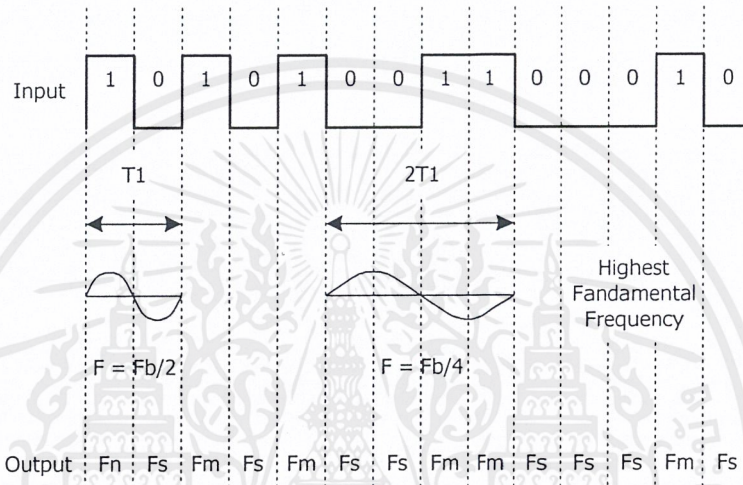 Input 1 0 1 0 1 0 0 1 1 0 0 0 1 0
T1 2T1
Highest
Fandamental
Frequency
F = Fb/2 F = Fb/4
Output Fn Fs Fm Fs Fm Fs Fs Fm Fm Fs Fs Fs Fm Fs